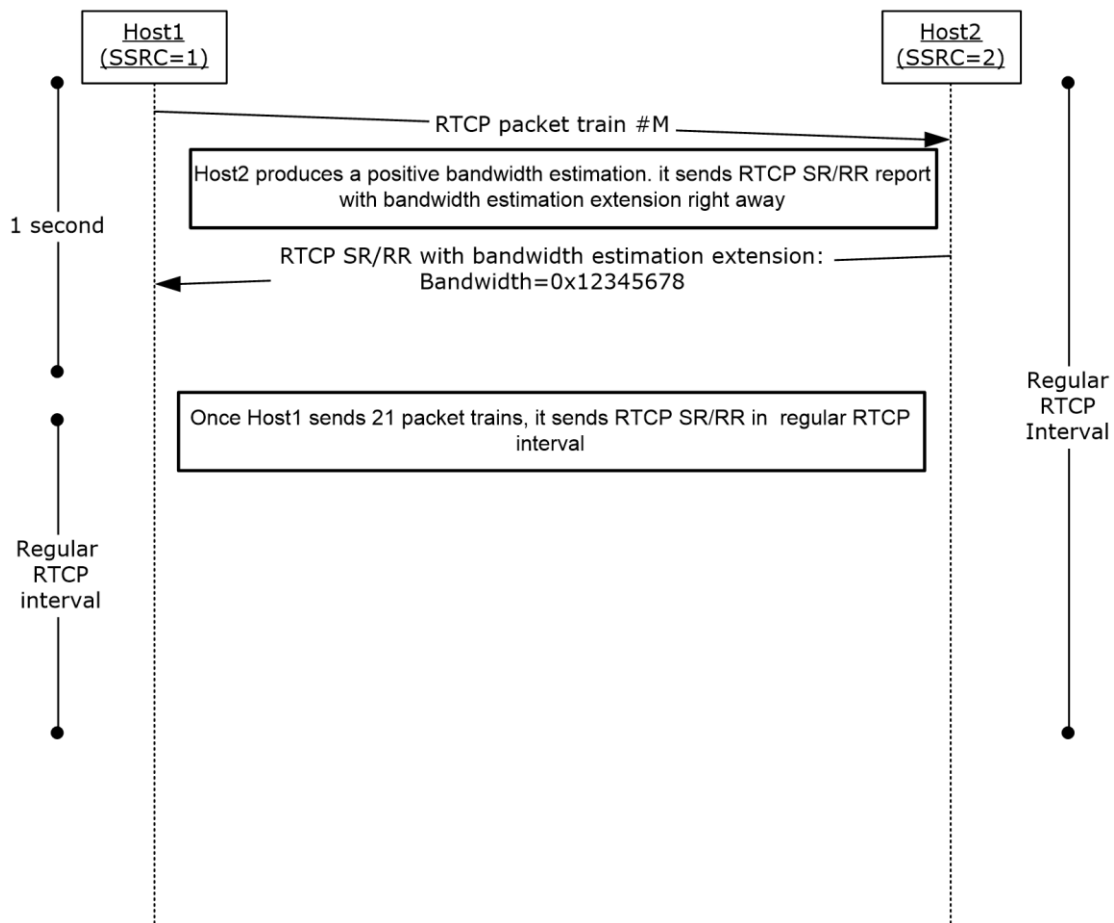 Host1
(SSRC=1)
Host2
(SSRC=2)
RTCP packet train #M
Host2 produces a positive bandwidth estimation. it sends RTCP SR/RR report
with bandwidth estimation extension right away
1 second
RTCP SR/RR with bandwidth estimation extension:
Bandwidth=0x12345678
Regular
RTCP
Interval
Once Host1 sends 21 packet trains, it sends RTCP SR/RR in regular RTCP
interval
Regular
RTCP
interval